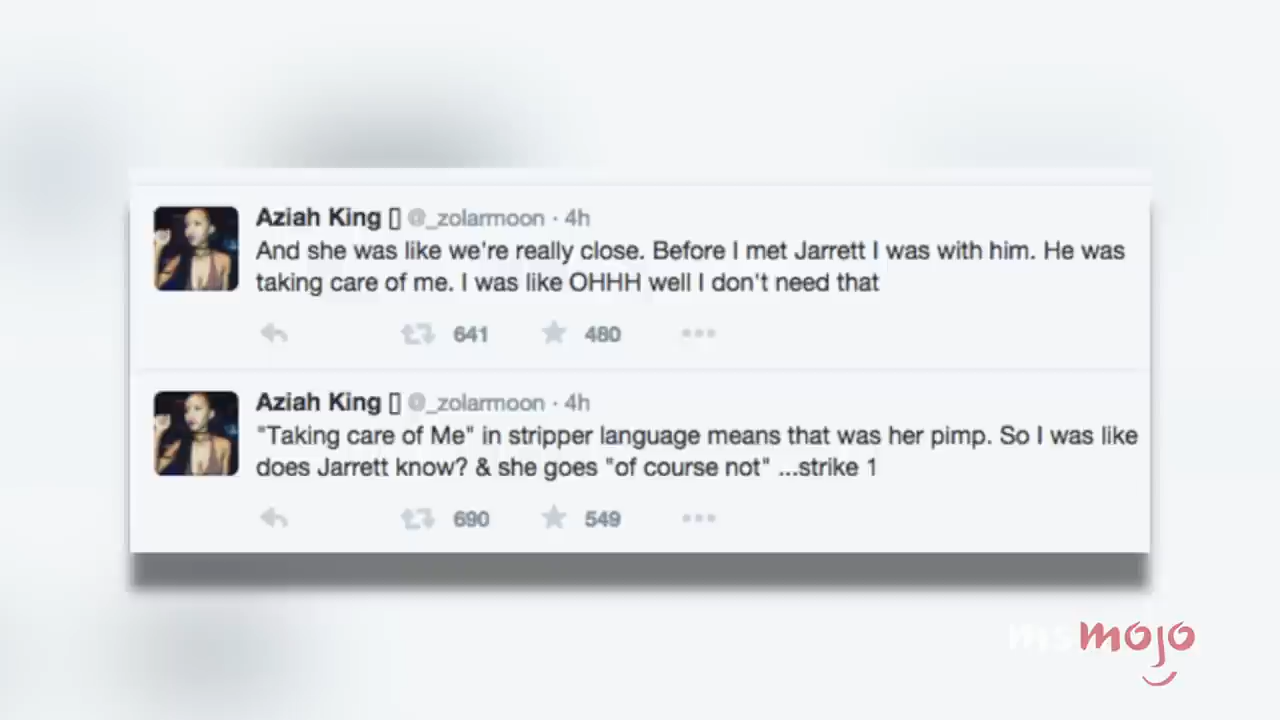 Aziah King @_zolarmoon · 4h
And she was like we're really close. Before I met Jarrett I was with him. He was
taking care of me. I was like OHHH well I don't need that
641 480
Aziah King @_zolarmoon · 4h
"Taking care of Me" in stripper language means that was her pimp. So I was like
does Jarrett know? & she goes "of course not" ...strike 1
690 549
msmojo